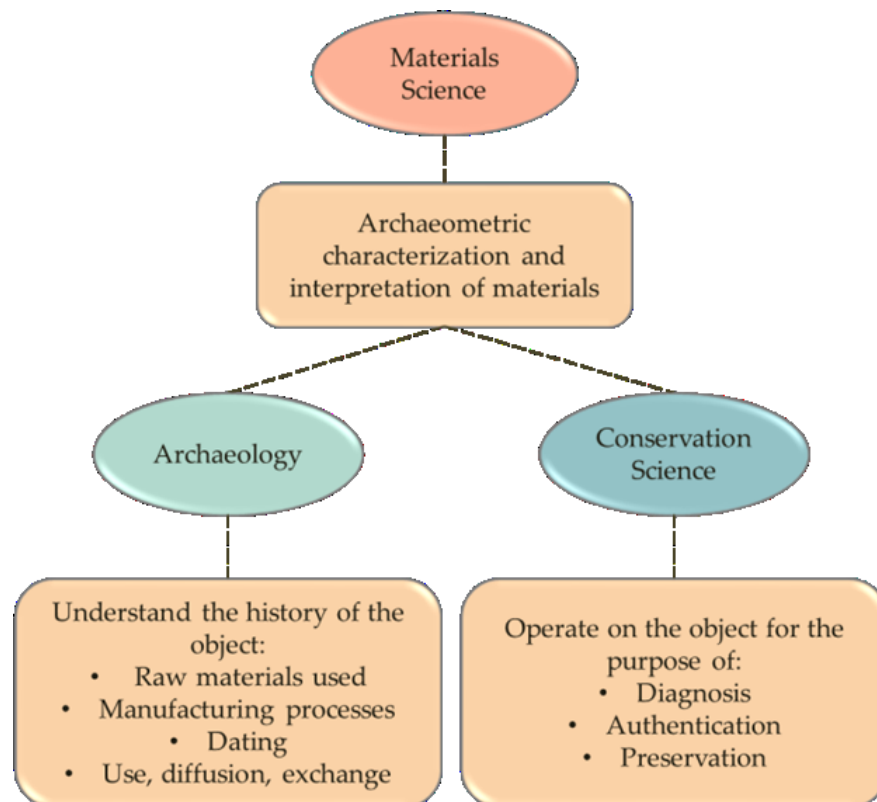 Materials
Science
Archaeometric
characterization and
interpretation of materials
Archaeology
Conservation
Science
Understand the history of the
object:
• Raw materials used
• Manufacturing processes
• Dating
• Use, diffusion, exchange
Operate on the object for the
purpose of:
• Diagnosis
• Authentication
• Preservation